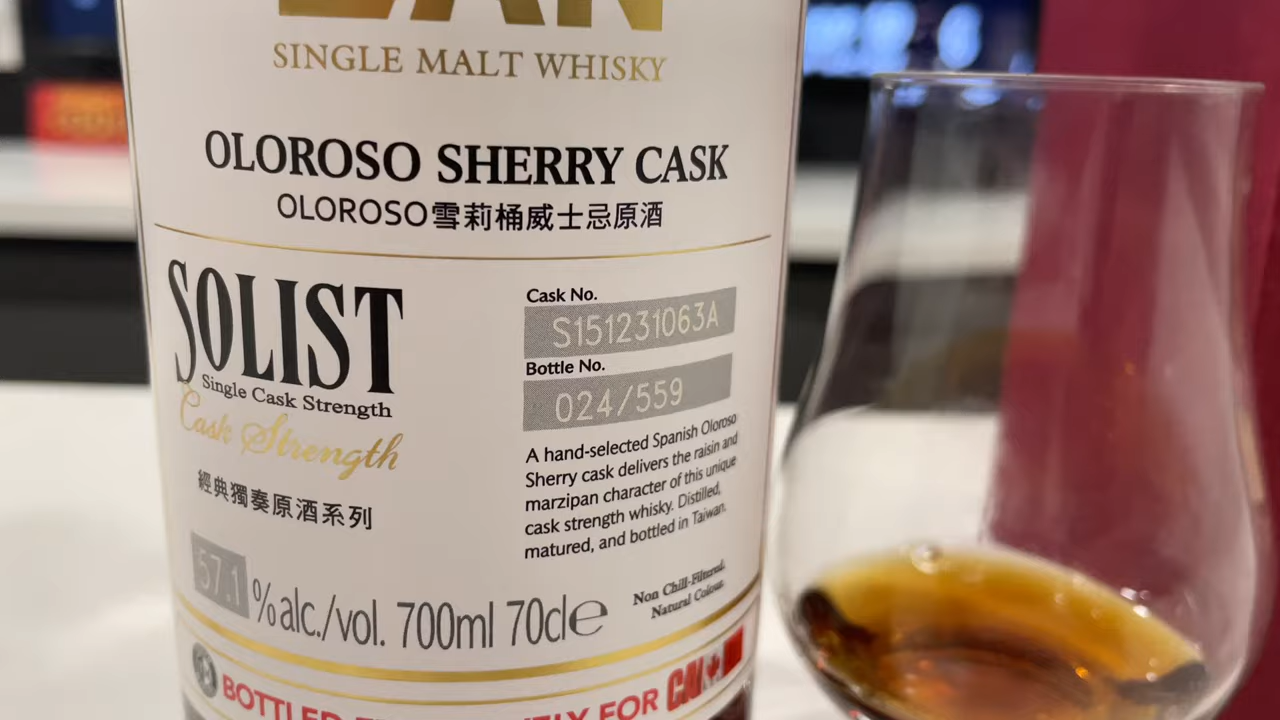 SINGLE MALT WHISKY
OLOROSO SHERRY CASK
OLOROSO雪莉桶威士忌原酒
SOLIST
Single Cask Strength
Cask Strength
經典獨奏原酒系列
Cask No.
S151231063A
Bottle No.
024/559
A hand-selected Spanish Oloroso
Sherry cask delivers the raisin and
marzipan character of this unique
cask strength whisky. Distilled,
matured, and bottled in Taiwan.
57.1 %alc./vol. 700ml 70cle
Non Chill-Filtered.
Natural Colour.
BOTTLED FOR